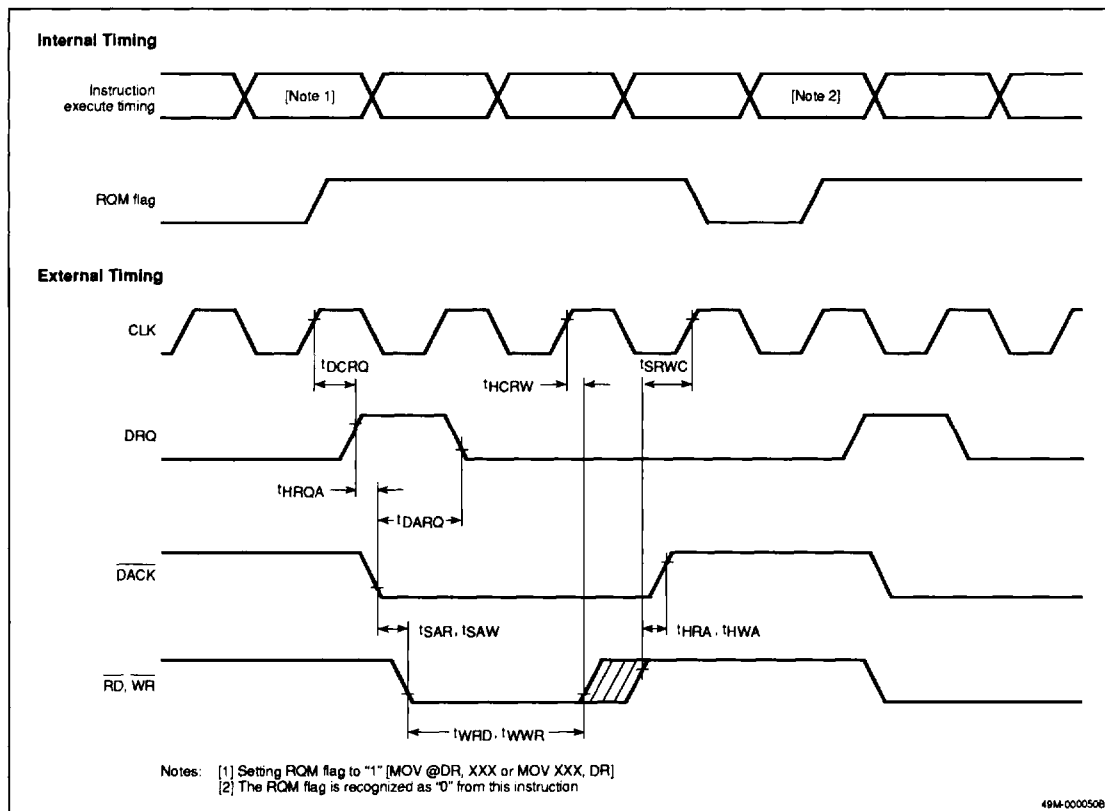 Internal Timing
Instruction
execute timing
[Note 1]
[Note 2]
RQM flag
External Timing
CLK
tDCRQ
tHCRW
tSRWC
DRQ
tHRQA
tDARQ
DACK
tSAR, tSAW
tHRA, tHWA
RD, WR
tWRD, tWWR
Notes: [1] Setting RQM flag to "1" [MOV @DR, XXX or MOV XXX, DR]
[2] The RQM flag is recognized as "0" from this instruction
49M-000050B